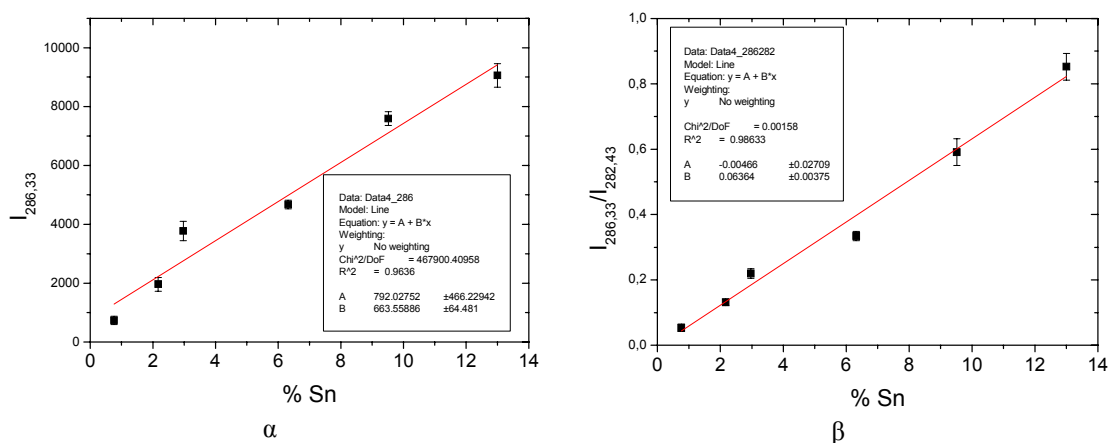 10000
8000
6000
4000
2000
0
I286,33
0 2 4 6 8 10 12 14
% Sn
Data: Data4_286
Model: Line
Equation: y = A + B*x
Weighting:
y No weighting
Chi^2/DoF = 467900.40958
R^2 = 0.9636
A 792.02752 ±466.22942
B 663.55886 ±64.481
α
1,0
0,8
0,6
0,4
0,2
0,0
I286,33/I282,43
0 2 4 6 8 10 12 14
% Sn
Data: Data4_286282
Model: Line
Equation: y = A + B*x
Weighting:
y No weighting
Chi^2/DoF = 0.00158
R^2 = 0.98633
A -0.00466 ±0.02709
B 0.06364 ±0.00375
β